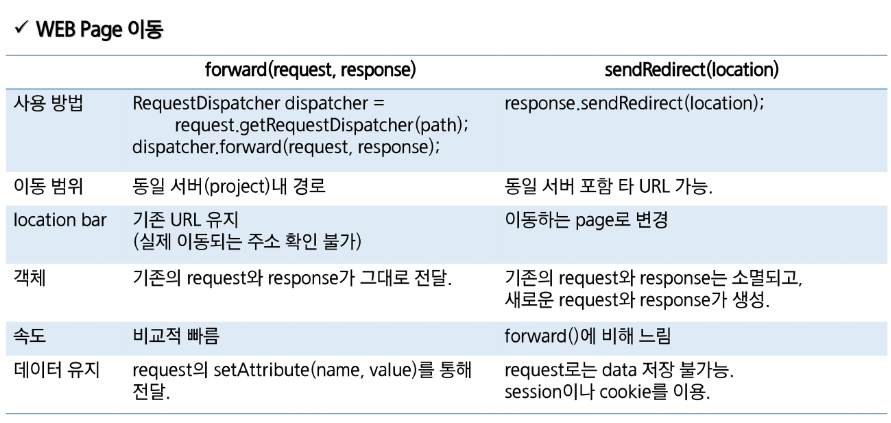 ✓ WEB Page 이동
forward(request, response) sendRedirect(location)
사용 방법 RequestDispatcher dispatcher = response.sendRedirect(location);
request.getRequestDispatcher(path);
dispatcher.forward(request, response);
이동 범위 동일 서버(project)내 경로 동일 서버 포함 타 URL 가능.
location bar 기존 URL 유지 이동하는 page로 변경
(실제 이동되는 주소 확인 불가)
객체 기존의 request와 response가 그대로 전달. 기존의 request와 response는 소멸되고,
새로운 request와 response가 생성.
속도 비교적 빠름 forward()에 비해 느림
데이터 유지 request의 setAttribute(name, value)를 통해 request로는 data 저장 불가능.
전달. session이나 cookie를 이용.